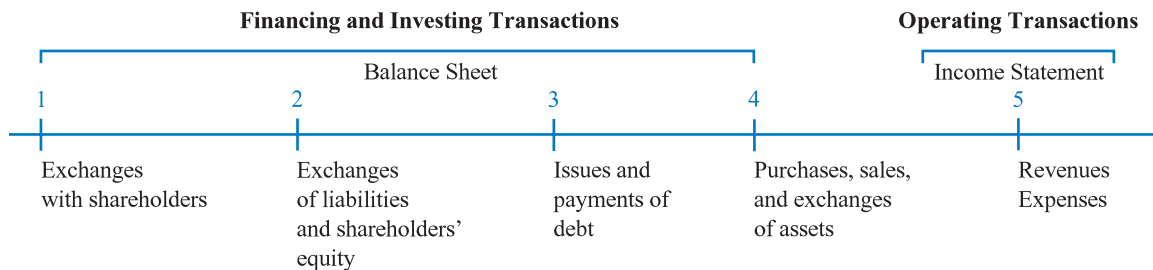 Financing and Investing Transactions
Operating Transactions
Balance Sheet
Income Statement
1
2
3
4
5
Exchanges
with shareholders
Exchanges
of liabilities
and shareholders’
equity
Issues and
payments of
debt
Purchases, sales,
and exchanges
of assets
Revenues
Expenses